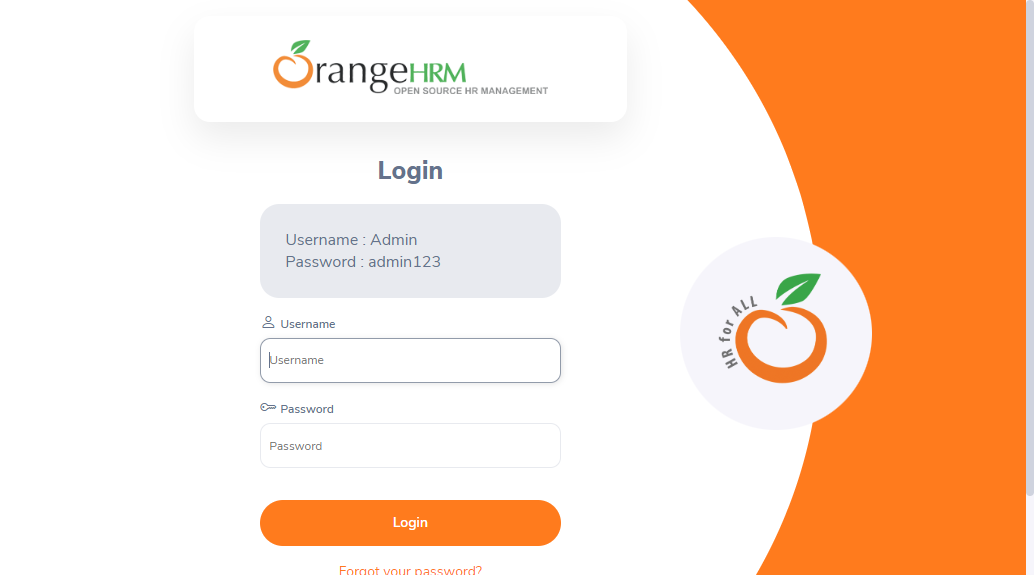 OrangeHRM
OPEN SOURCE HR MANAGEMENT
Login
Username : Admin
Password : admin123
Username
Username
Password
Password
Login
Forgot your password?
HR for ALL